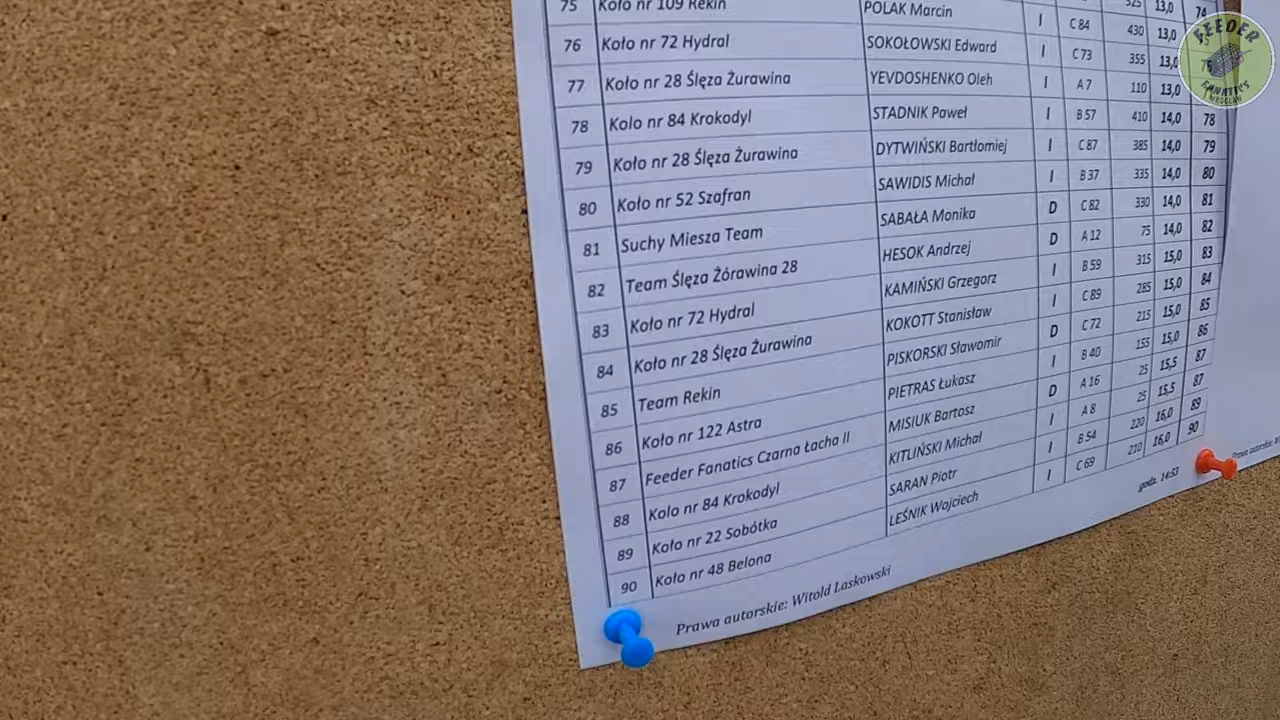 75 Koło nr 109 Rekin POLAK Marcin I C 84 430 13,0
76 Koło nr 72 Hydral SOKOŁOWSKI Edward I C 73 355 13,0
77 Koło nr 28 Ślęza Żurawina YEVDOSHENKO Oleh I A 7 110 13,0
78 Koło nr 84 Krokodyl STADNIK Paweł I B 57 410 14,0 78
79 Koło nr 28 Ślęza Żurawina DYTWIŃSKI Bartłomiej I C 87 385 14,0 79
80 Koło nr 52 Szafran SAWIDIS Michał I B 37 335 14,0 80
81 Suchy Miesza Team SABAŁA Monika D C 82 330 14,0 81
82 Team Ślęza Żórawina 28 HESOK Andrzej D A 12 75 14,0 82
83 Koło nr 72 Hydral KAMIŃSKI Grzegorz I B 59 315 15,0 83
84 Koło nr 28 Ślęza Żurawina KOKOTT Stanisław I C 89 285 15,0 84
85 Team Rekin PISKORSKI Sławomir D C 72 215 15,0 85
86 Koło nr 122 Astra PIETRAS Łukasz I B 40 155 15,0 86
87 Feeder Fanatics Czarna Łacha II MISIUK Bartosz D A 16 25 15,5 87
88 Koło nr 84 Krokodyl KITLIŃSKI Michał I A 8 25 15,5 87
89 Koło nr 22 Sobótka SARAN Piotr I B 54 220 16,0 89
90 Koło nr 48 Belona LEŚNIK Wojciech I C 69 210 16,0 90
godz. 14:53
Prawa autorskie: Witold Laskowski
FEEDER
FANATICS
WROCŁAW